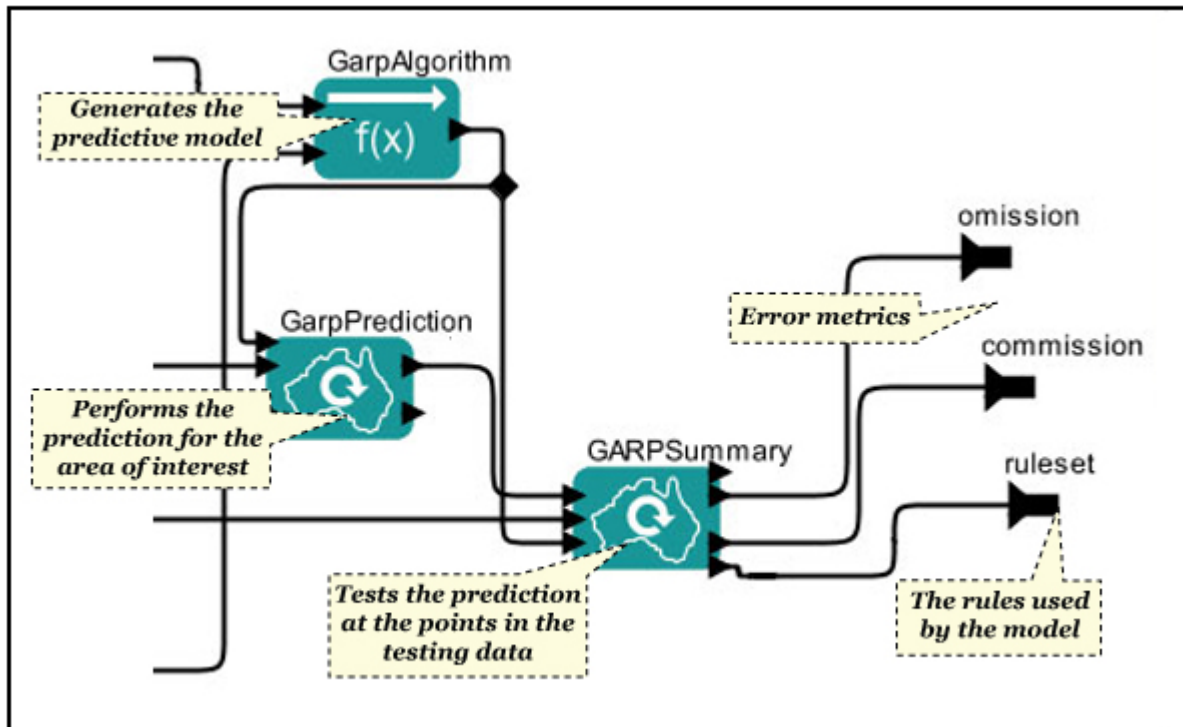 GarpAlgorithm
Generates the
predictive model
f(x)
omission
Error metrics
GarpPrediction
commission
Performs the
prediction for the
area of interest
GARPSummary
ruleset
Tests the prediction
at the points in the
testing data
The rules used
by the model